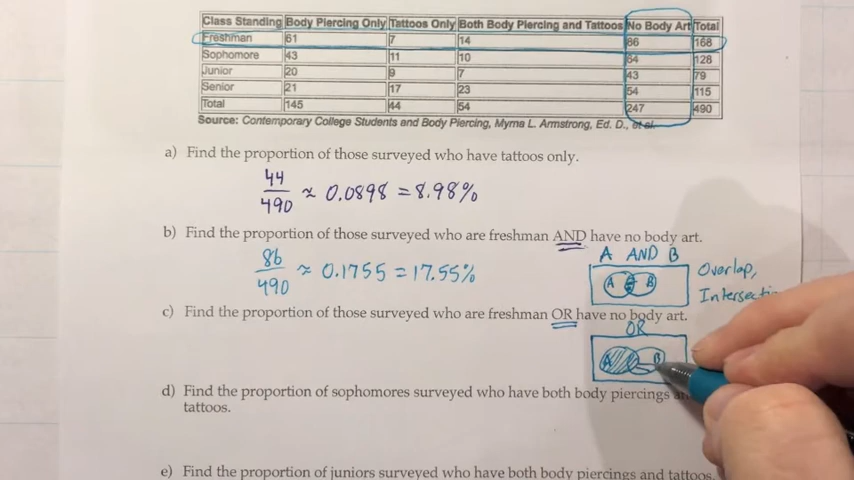 Class Standing Body Piercing Only Tattoos Only Both Body Piercing and Tattoos No Body Art Total
Freshman 61 7 14 86 168
Sophomore 43 11 10 64 128
Junior 20 9 7 43 79
Senior 21 17 23 54 115
Total 145 44 54 247 490
Source: Contemporary College Students and Body Piercing, Myrna L. Armstrong, Ed. D., et al.
a) Find the proportion of those surveyed who have tattoos only.
44/490 ≈ 0.0898 = 8.98%
b) Find the proportion of those surveyed who are freshman AND have no body art.
86/490 ≈ 0.1755 = 17.55%
A AND B
A B
Overlap,
c) Find the proportion of those surveyed who are freshman OR have no body art.
OR
A B
d) Find the proportion of sophomores surveyed who have both body piercings
tattoos.
e) Find the proportion of juniors surveyed who have both body piercings and tattoos.